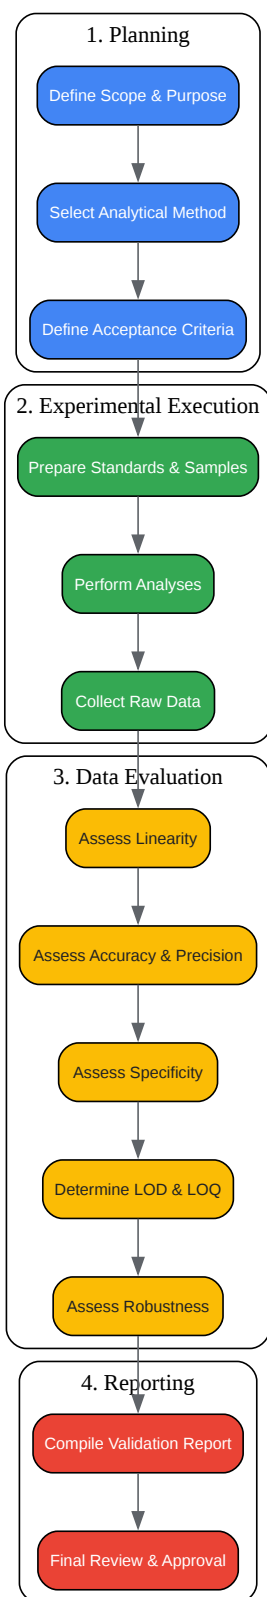 1. Planning
Define Scope & Purpose
Select Analytical Method
Define Acceptance Criteria
2. Experimental Execution
Prepare Standards & Samples
Perform Analyses
Collect Raw Data
3. Data Evaluation
Assess Linearity
Assess Accuracy & Precision
Assess Specificity
Determine LOD & LOQ
Assess Robustness
4. Reporting
Compile Validation Report
Final Review & Approval